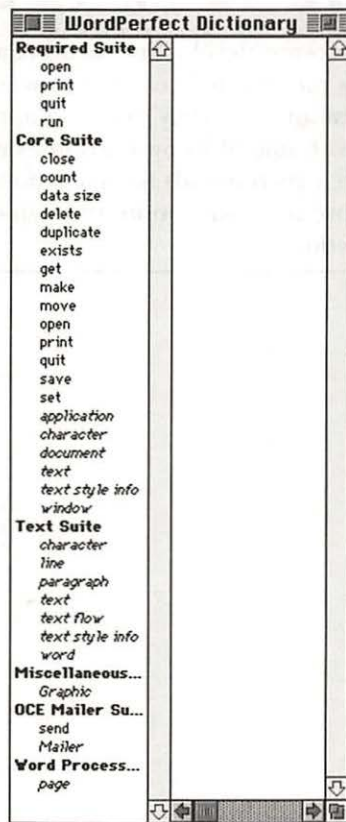 WordPerfect Dictionary
Required Suite
open
print
quit
run
Core Suite
close
count
data size
delete
duplicate
exists
get
make
move
open
print
quit
save
set
application
character
document
text
text style info
window
Text Suite
character
line
paragraph
text
text flow
text style info
word
Miscellaneous...
Graphic
OCE Mailer Su...
send
Mailer
Word Process...
page